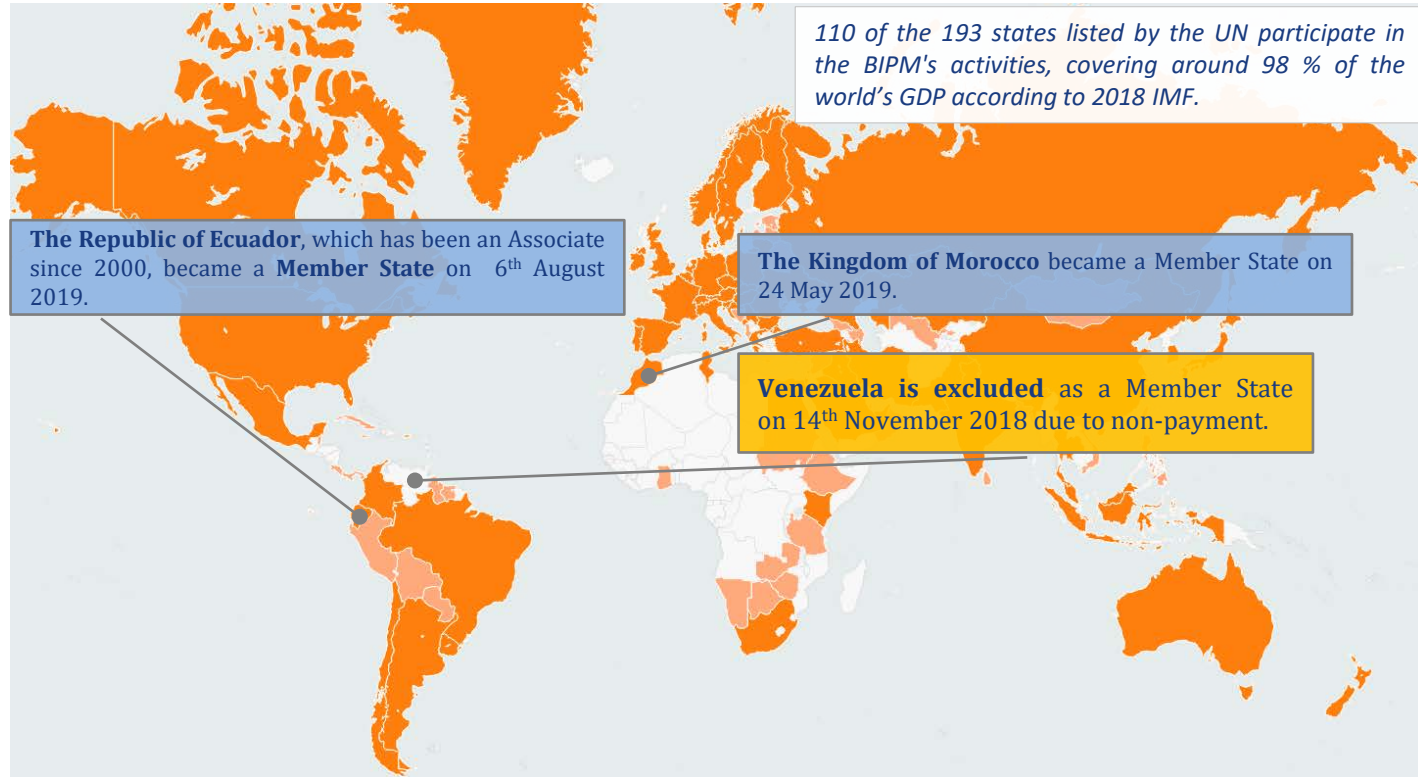 110 of the 193 states listed by the UN participate in
the BIPM's activities, covering around 98 % of the
world's GDP according to 2018 IMF.
The Republic of Ecuador, which has been an Associate
since 2000, became a Member State on 6th August
2019.
The Kingdom of Morocco became a Member State on
24 May 2019.
Venezuela is excluded as a Member State
on 14th November 2018 due to non-payment.